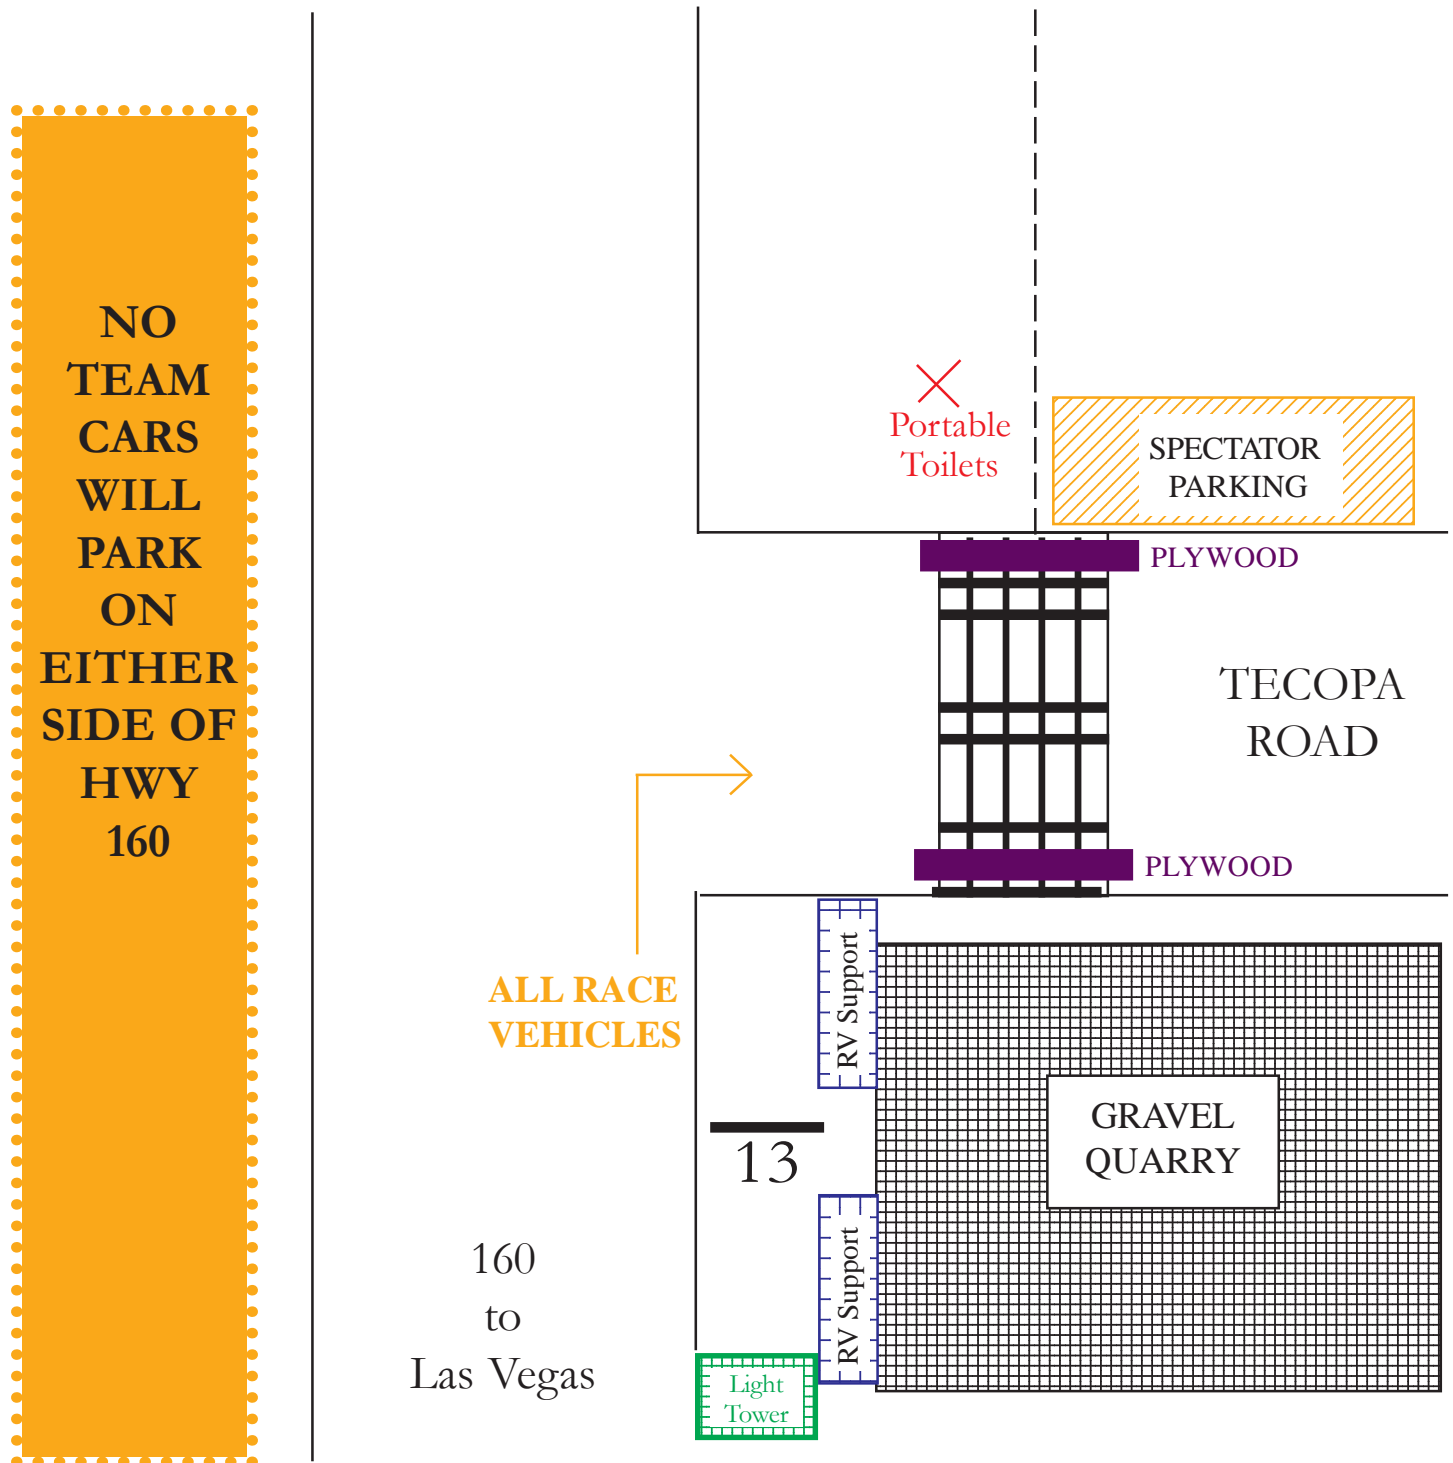 NO
TEAM
CARS
WILL
PARK
ON
EITHER
SIDE OF
HWY
160
Portable
Toilets
SPECTATOR
PARKING
PLYWOOD
TECOPA
ROAD
PLYWOOD
ALL RACE
VEHICLES
RV Support
13
GRAVEL
QUARRY
RV Support
160
to
Las Vegas
Light
Tower